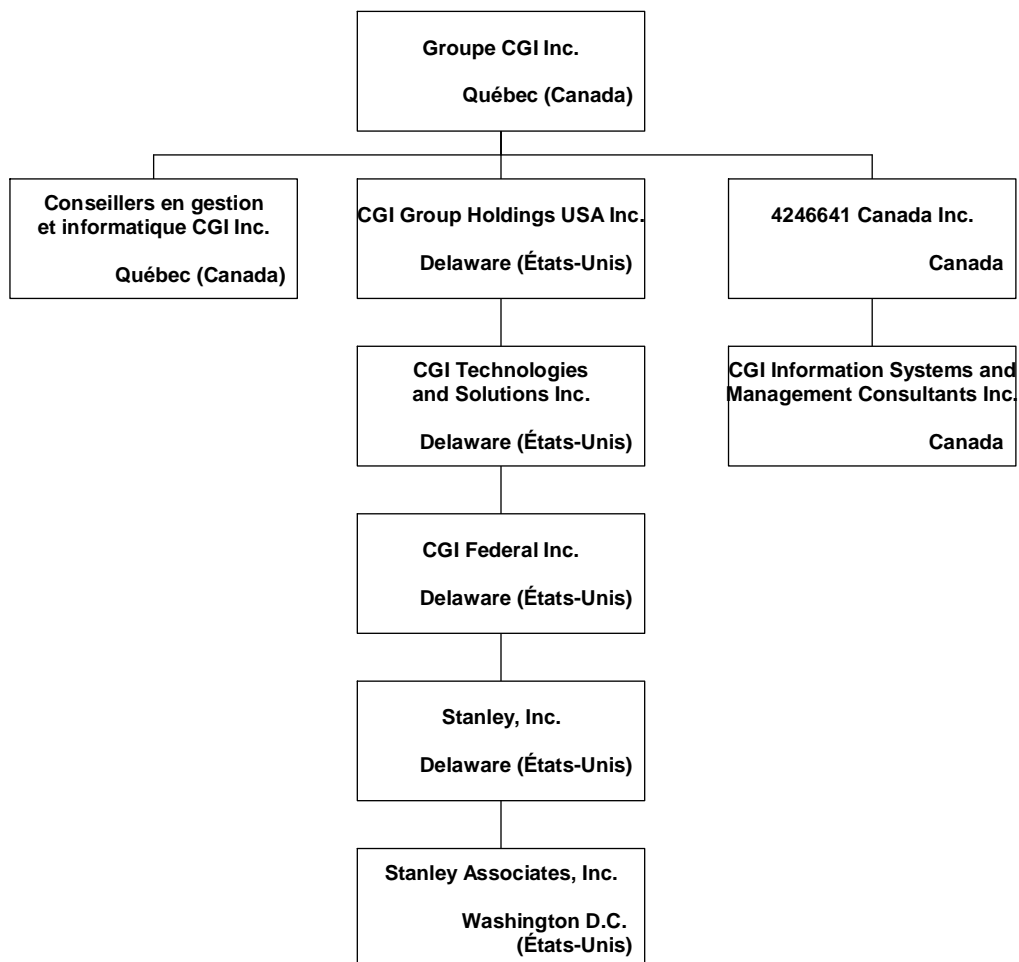 Groupe CGI Inc.
Québec (Canada)
Conseillers en gestion
et informatique CGI Inc.
Québec (Canada)
CGI Group Holdings USA Inc.
Delaware (États-Unis)
4246641 Canada Inc.
Canada
CGI Technologies
and Solutions Inc.
Delaware (États-Unis)
CGI Information Systems and
Management Consultants Inc.
Canada
CGI Federal Inc.
Delaware (États-Unis)
Stanley, Inc.
Delaware (États-Unis)
Stanley Associates, Inc.
Washington D.C.
(États-Unis)